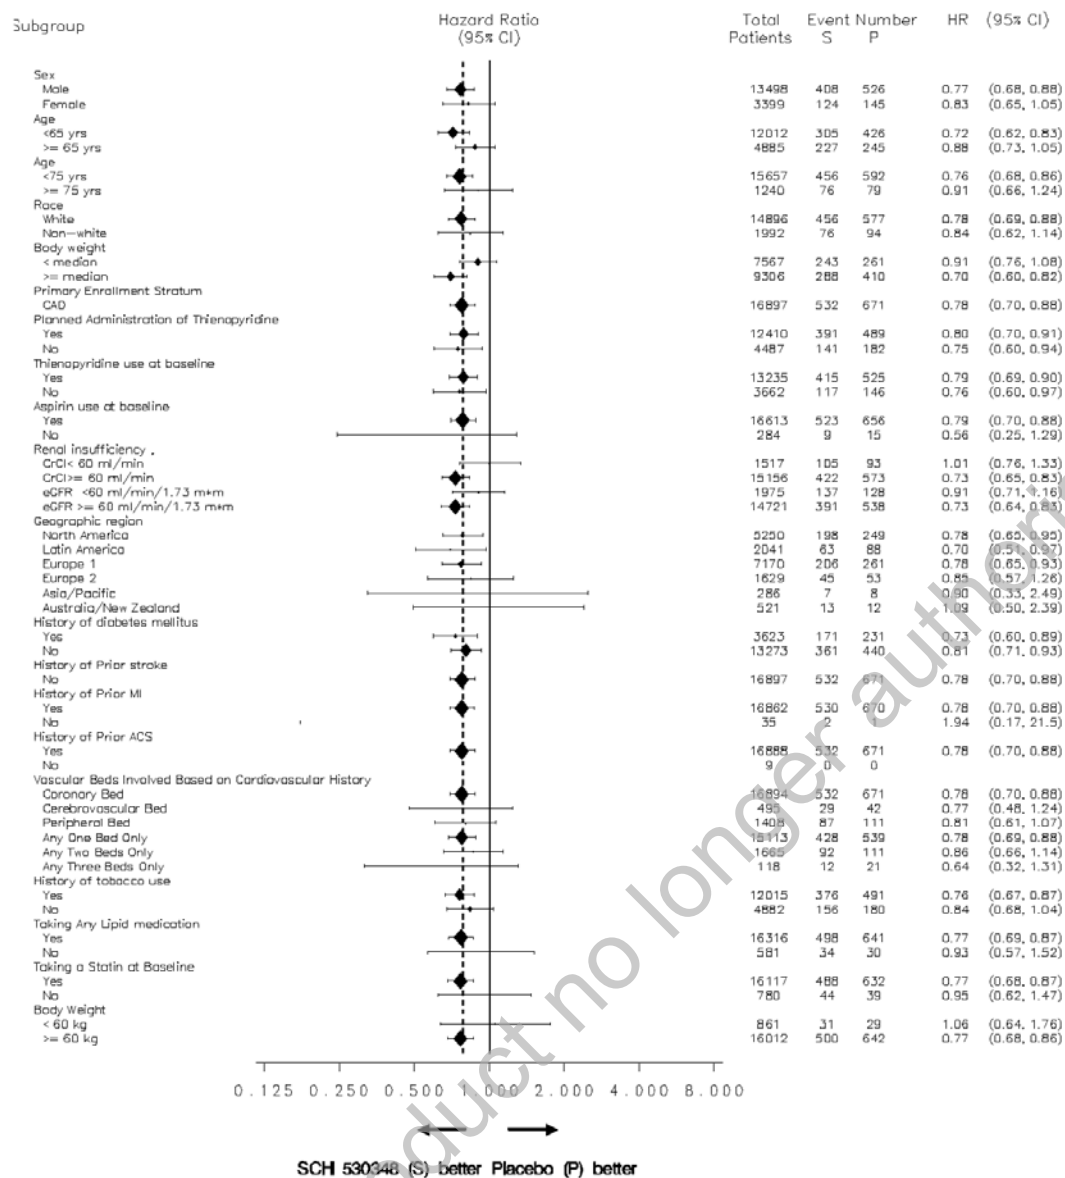 Subgroup Hazard Ratio Total Event Number HR (95% CI)
(95% CI) Patients S P
Sex
Male 13498 408 526 0.77 (0.68, 0.88)
Female 3399 124 145 0.83 (0.65, 1.05)
Age
<65 yrs 12012 305 426 0.72 (0.62, 0.83)
>= 65 yrs 4885 227 245 0.88 (0.73, 1.05)
Age
<75 yrs 15657 456 592 0.76 (0.68, 0.86)
>= 75 yrs 1240 76 79 0.91 (0.66, 1.24)
Race
White 14896 456 577 0.78 (0.69, 0.88)
Non-white 1992 76 94 0.84 (0.62, 1.14)
Body weight
< median 7567 243 261 0.91 (0.76, 1.08)
>= median 9306 288 410 0.70 (0.60, 0.82)
Primary Enrollment Stratum
CAD 16897 532 671 0.78 (0.70, 0.88)
Planned Administration of Thienopyridine
Yes 12410 391 489 0.80 (0.70, 0.91)
No 4487 141 182 0.75 (0.60, 0.94)
Thienopyridine use at baseline
Yes 13235 415 525 0.79 (0.69, 0.90)
No 3662 117 146 0.76 (0.60, 0.97)
Aspirin use at baseline
Yes 16613 523 656 0.79 (0.70, 0.88)
No 284 9 15 0.56 (0.25, 1.29)
Renal insufficiency .
CrCl< 60 ml/min 1517 105 93 1.01 (0.76, 1.33)
CrCl>= 60 ml/min 15156 422 573 0.73 (0.65, 0.83)
eGFR <60 ml/min/1.73 m*m 1975 137 128 0.91 (0.71, 1.16)
eGFR >= 60 ml/min/1.73 m*m 14721 391 538 0.73 (0.64, 0.83)
Geographic region
North America 5250 198 249 0.78 (0.65, 0.95)
Latin America 2041 63 88 0.70 (0.51, 0.97)
Europe 1 7170 206 261 0.78 (0.65, 0.93)
Europe 2 1629 45 53 0.85 (0.57, 1.26)
Asia/Pacific 286 7 8 0.90 (0.33, 2.49)
Australia/New Zealand 521 13 12 1.09 (0.50, 2.39)
History of diabetes mellitus
Yes 3623 171 231 0.73 (0.60, 0.89)
No 13273 361 440 0.81 (0.71, 0.93)
History of Prior stroke
No 16897 532 671 0.78 (0.70, 0.88)
History of Prior MI
Yes 16862 530 670 0.78 (0.70, 0.88)
No 35 2 1 1.94 (0.17, 21.5)
History of Prior ACS
Yes 16888 532 671 0.78 (0.70, 0.88)
No 9 0 0
Vascular Beds Involved Based on Cardiovascular History
Coronary Bed 16894 532 671 0.78 (0.70, 0.88)
Cerebrovascular Bed 495 29 42 0.77 (0.48, 1.24)
Peripheral Bed 1408 87 111 0.81 (0.61, 1.07)
Any One Bed Only 15113 428 539 0.78 (0.69, 0.88)
Any Two Beds Only 1665 92 111 0.86 (0.66, 1.14)
Any Three Beds Only 118 12 21 0.64 (0.32, 1.31)
History of tobacco use
Yes 12015 376 491 0.76 (0.67, 0.87)
No 4882 156 180 0.84 (0.68, 1.04)
Taking Any Lipid medication
Yes 16316 498 641 0.77 (0.69, 0.87)
No 581 34 30 0.93 (0.57, 1.52)
Taking a Statin at Baseline
Yes 16117 488 632 0.77 (0.68, 0.87)
No 780 44 39 0.95 (0.62, 1.47)
Body Weight
< 60 kg 861 31 29 1.06 (0.64, 1.76)
>= 60 kg 16012 500 642 0.77 (0.68, 0.86)
0.125 0.250 0.500 1.000 2.000 4.000 8.000
SCH 530348 (S) better Placebo (P) better
no longer